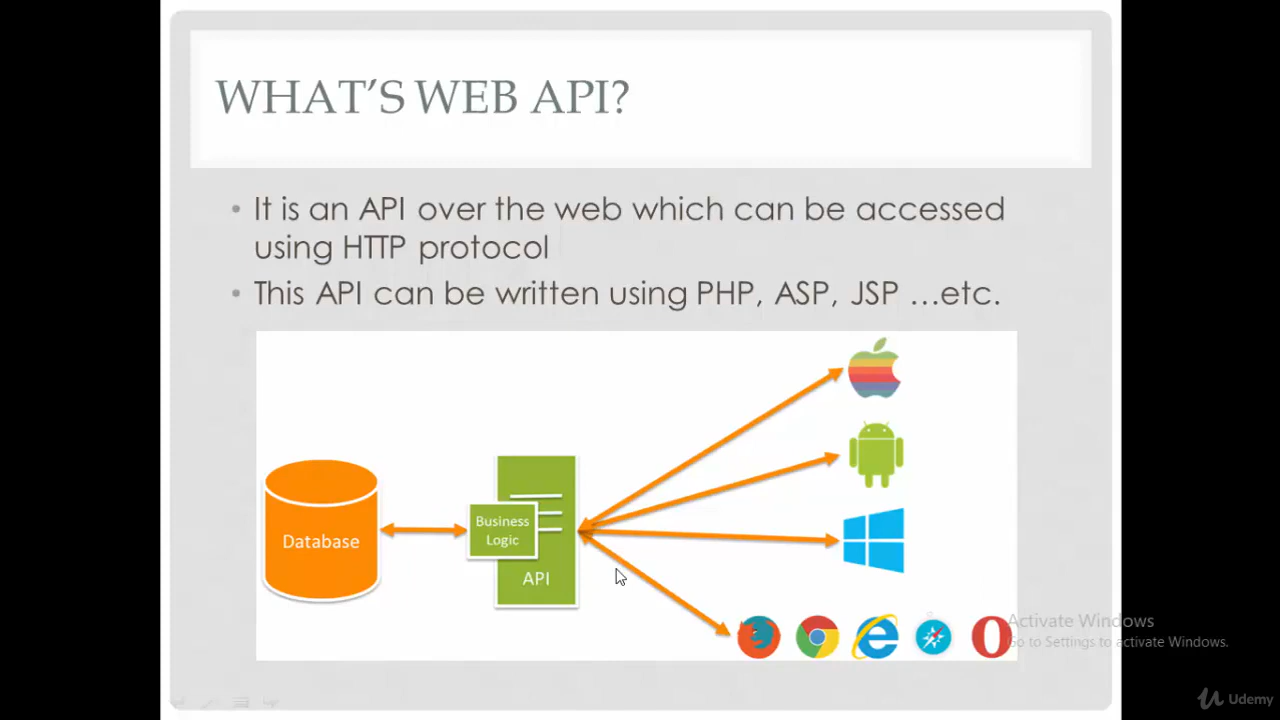 WHAT'S WEB API?
• It is an API over the web which can be accessed
using HTTP protocol
• This API can be written using PHP, ASP, JSP ...etc.
Database
Business
Logic
API
Activate Windows
Go to Settings to activate Windows.
Udemy